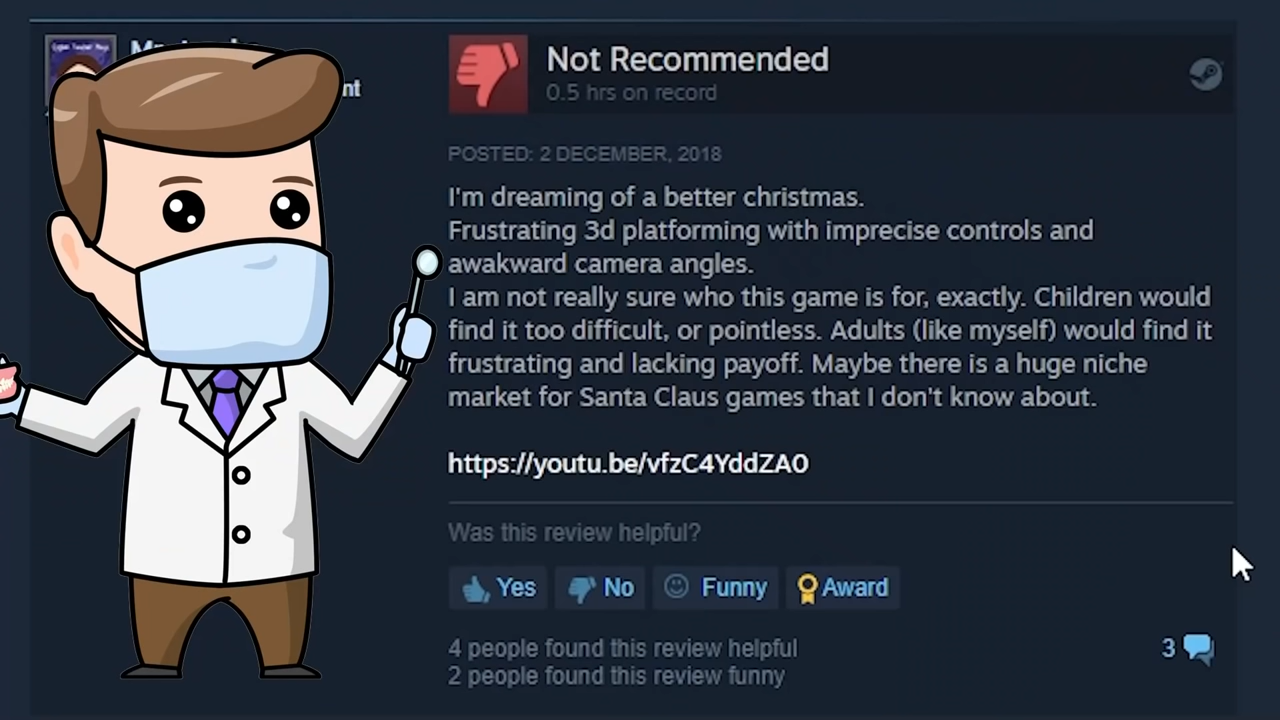 Not Recommended
0.5 hrs on record
nt
POSTED: 2 DECEMBER, 2018
I'm dreaming of a better christmas.
Frustrating 3d platforming with imprecise controls and
awakward camera angles.
I am not really sure who this game is for, exactly. Children would
find it too difficult, or pointless. Adults (like myself) would find it
frustrating and lacking payoff. Maybe there is a huge niche
market for Santa Claus games that I don't know about.
https://youtu.be/vfzC4YddZA0
Was this review helpful?
Yes No Funny Award
4 people found this review helpful
3
2 people found this review funny